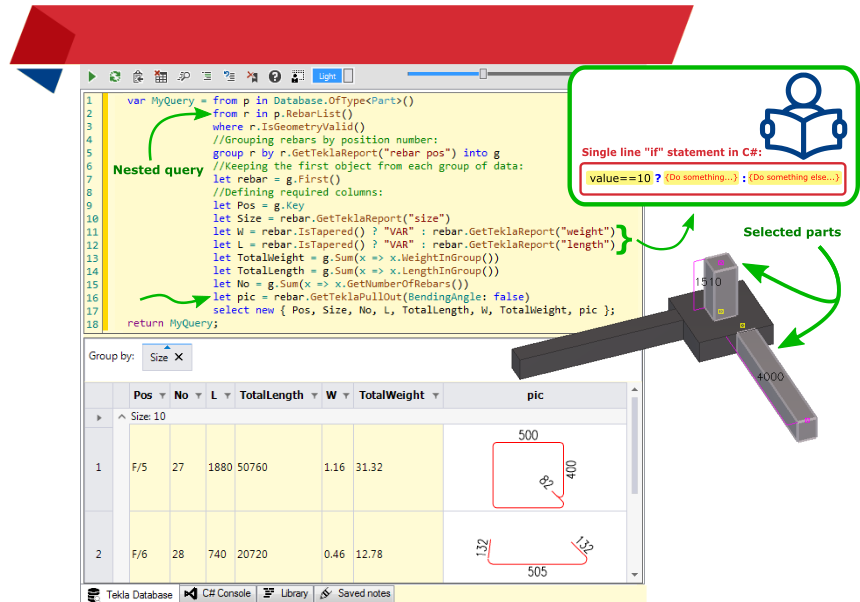 Light
1 var MyQuery = from p in Database.OfType<Part>()
2 from r in p.RebarList()
3 where r.IsGeometryValid()
4 //Grouping rebars by position number:
5 group r by r.GetTeklaReport("rebar pos") into g
6 //Keeping the first object from each group of data:
7 let rebar = g.First()
8 //Defining required columns:
9 let Pos = g.Key
10 let Size = rebar.GetTeklaReport("size")
11 let W = rebar.IsTapered() ? "VAR" : rebar.GetTeklaReport("weight")
12 let L = rebar.IsTapered() ? "VAR" : rebar.GetTeklaReport("length")
13 let TotalWeight = g.Sum(x => x.WeightInGroup())
14 let TotalLength = g.Sum(x => x.LengthInGroup())
15 let No = g.Sum(x => x.GetNumberOfRebars())
16 let pic = rebar.GetTeklaPullOut(BendingAngle: false)
17 select new { Pos, Size, No, L, TotalLength, W, TotalWeight, pic };
18 return MyQuery;
Nested query
}
Single line "if" statement in C#:
value==10 ? {Do something...} : {Do something else...}
Selected parts
1510
4000
Group by: Size X
Pos No L TotalLength W TotalWeight pic
Size: 10
1 F/5 27 1880 50760 1.16 31.32
500
400
82
2 F/6 28 740 20720 0.46 12.78
132
132
505
Tekla Database C# Console Library Saved notes